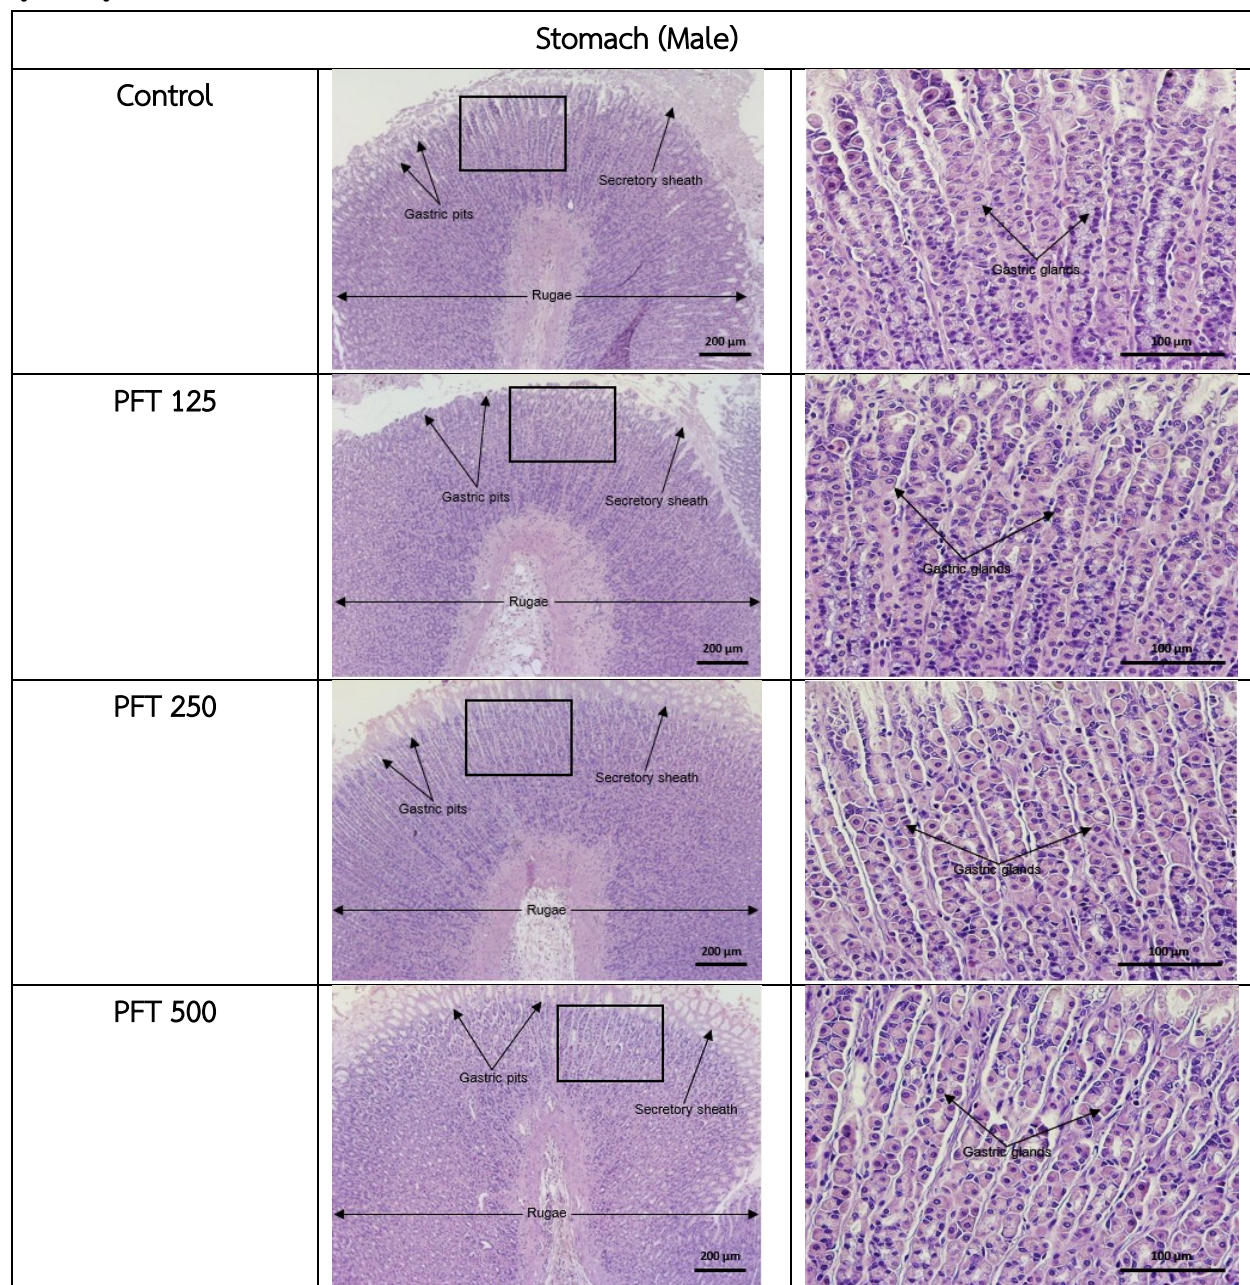 Stomach (Male)
Control
Gastric pits
Secretory sheath
Rugae
200 µm
Gastric glands
100 µm
PFT 125
Gastric pits
Secretory sheath
Rugae
200 µm
Gastric glands
100 µm
PFT 250
Gastric pits
Secretory sheath
Rugae
200 µm
Gastric glands
100 µm
PFT 500
Gastric pits
Secretory sheath
Rugae
200 µm
Gastric glands
100 µm